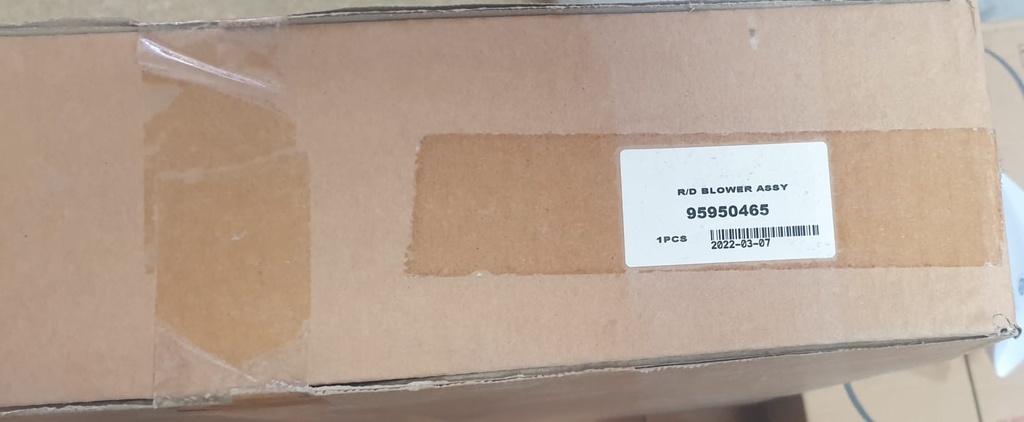 R/D BLOWER ASSY
95950465
1PCS
2022-03-07